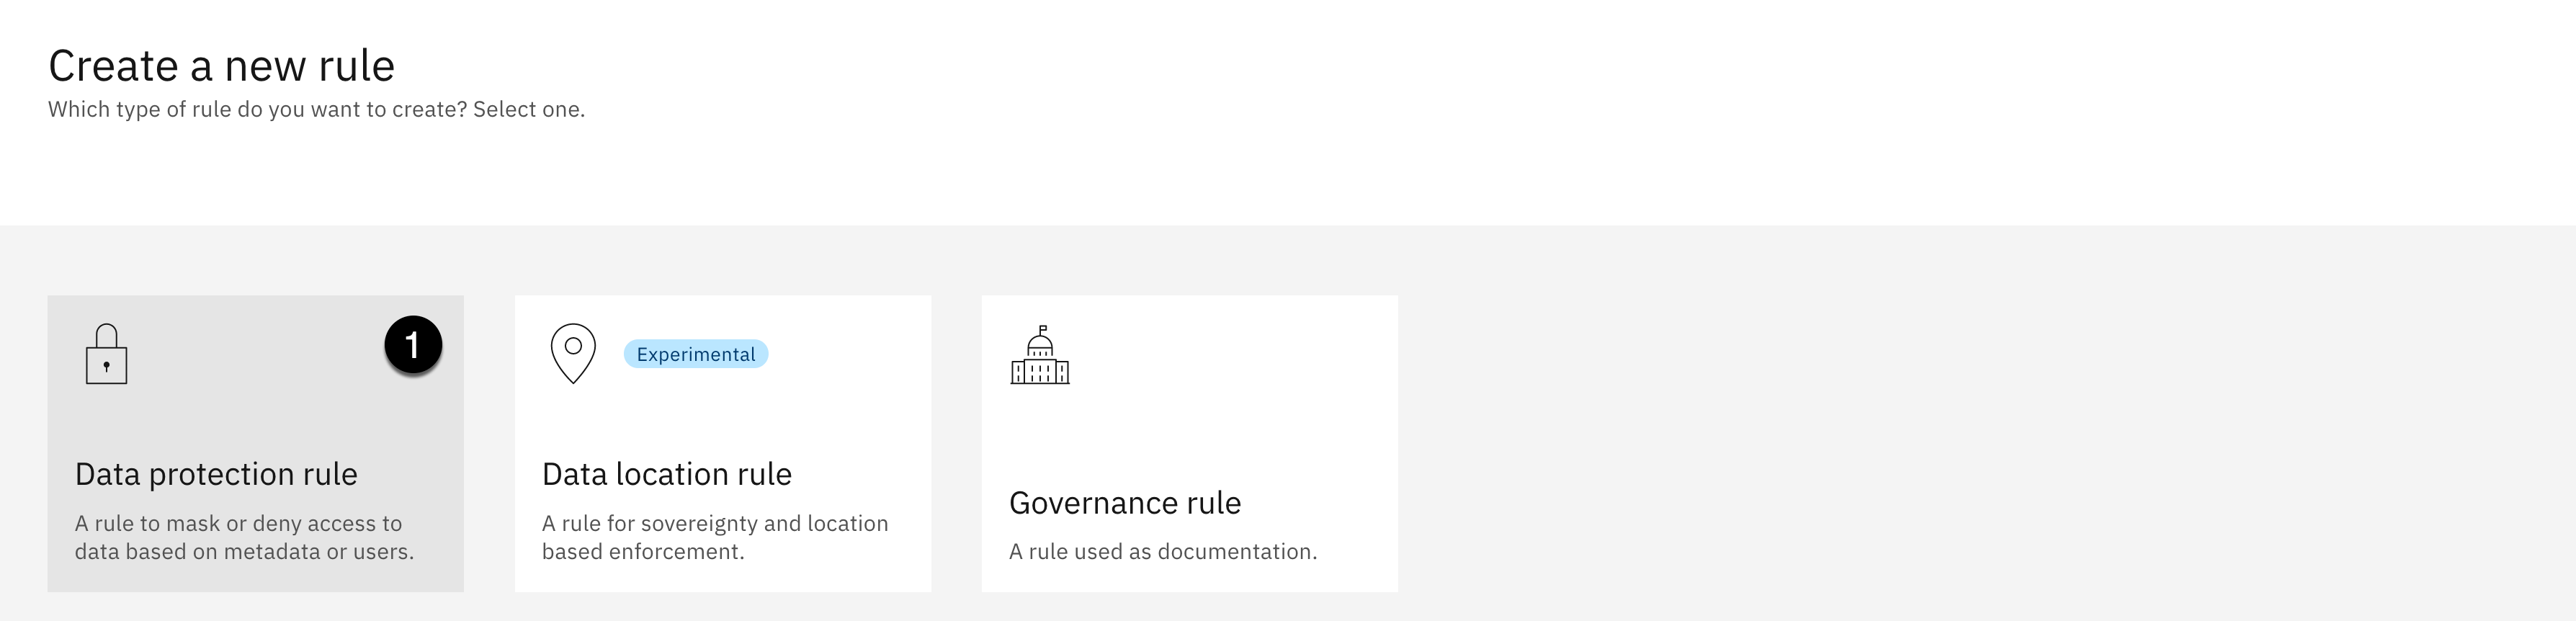 Create a new rule
Which type of rule do you want to create? Select one.
1
Experimental
Data protection rule
A rule to mask or deny access to
data based on metadata or users.
Data location rule
A rule for sovereignty and location
based enforcement.
Governance rule
A rule used as documentation.